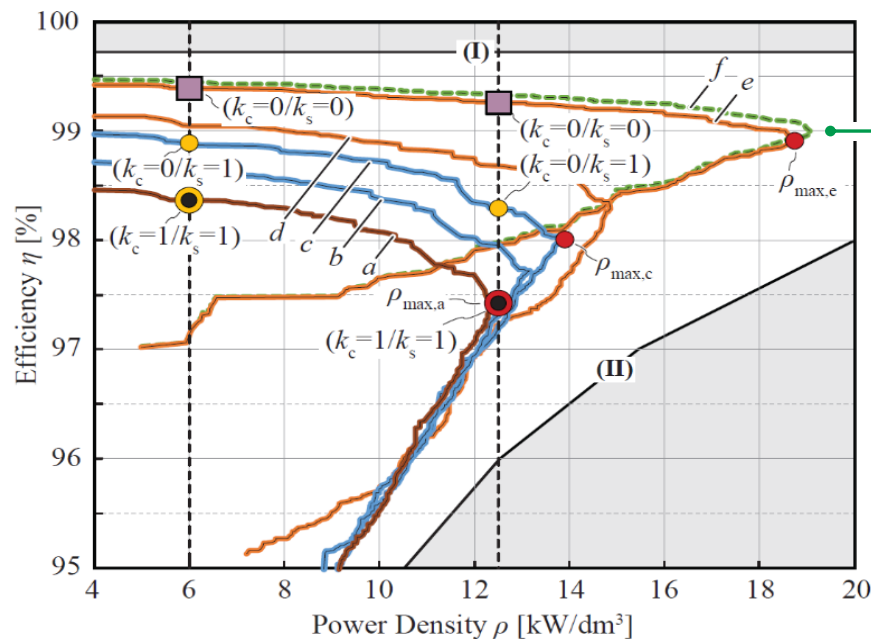 100
99
98
97
96
95
Efficiency η [%]
(I)
f
e
(kc=0/ks=0)
(kc=0/ks=0)
(kc=0/ks=1)
(kc=0/ks=1)
ρmax,e
(kc=1/ks=1)
d
c
b
a
ρmax,c
ρmax,a
(kc=1/ks=1)
(II)
4
6
8
10
12
14
16
18
20
Power Density ρ [kW/dm³]